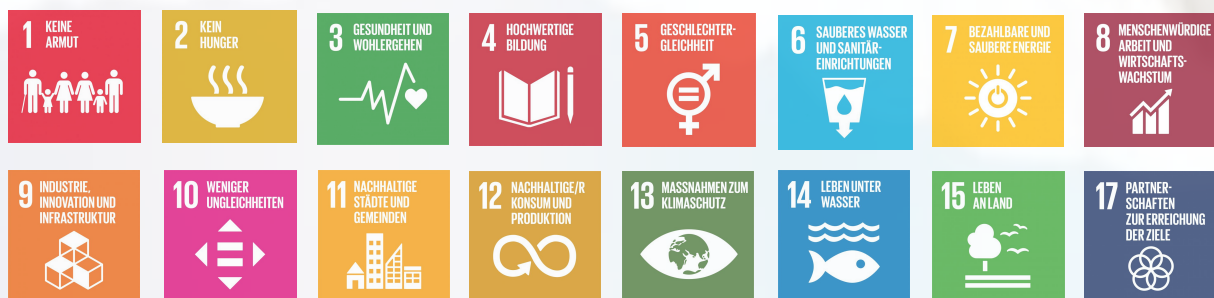 1 KEINE
ARMUT
2 KEIN
HUNGER
3 GESUNDHEIT UND
WOHLERGEHEN
4 HOCHWERTIGE
BILDUNG
5 GESCHLECHTER-
GLEICHHEIT
6 SAUBERES WASSER
UND SANITÄR-
EINRICHTUNGEN
7 BEZAHLBARE UND
SAUBERE ENERGIE
8 MENSCHENWÜRDIGE
ARBEIT UND
WIRTSCHAFTS-
WACHSTUM
9 INDUSTRIE,
INNOVATION UND
INFRASTRUKTUR
10 WENIGER
UNGLEICHHEITEN
11 NACHHALTIGE
STÄDTE UND
GEMEINDEN
12 NACHHALTIGE/R
KONSUM UND
PRODUKTION
13 MASSNAHMEN ZUM
KLIMASCHUTZ
14 LEBEN UNTER
WASSER
15 LEBEN
AN LAND
17 PARTNER-
SCHAFTEN
ZUR ERREICHUNG
DER ZIELE